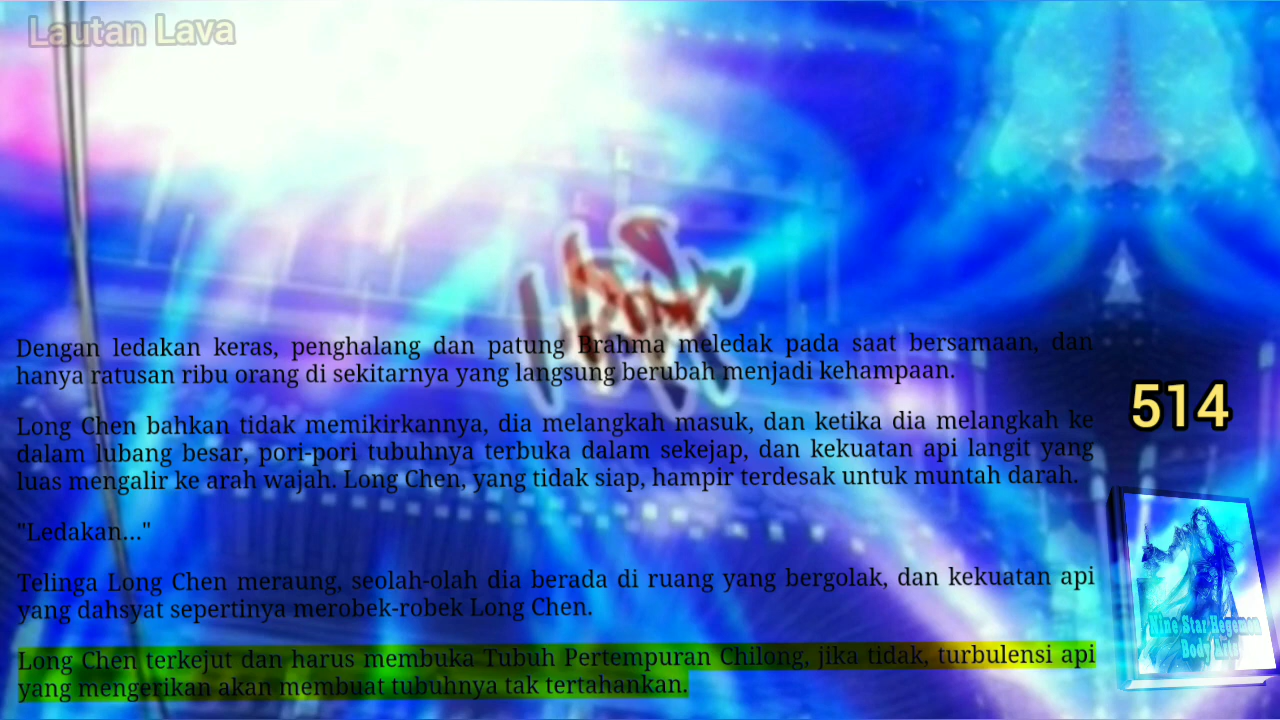 Lautan Lava
Dengan ledakan keras, penghalang dan patung Brahma meledak pada saat bersamaan, dan
hanya ratusan ribu orang di sekitarnya yang langsung berubah menjadi kehampaan.
Long Chen bahkan tidak memikirkannya, dia melangkah masuk, dan ketika dia melangkah ke
dalam lubang besar, pori-pori tubuhnya terbuka dalam sekejap, dan kekuatan api langit yang
luas mengalir ke arah wajah. Long Chen, yang tidak siap, hampir terdesak untuk muntah darah.
"Ledakan..."
Telinga Long Chen meraung, seolah-olah dia berada di ruang yang bergolak, dan kekuatan api
yang dahsyat sepertinya merobek-robek Long Chen.
Long Chen terkejut dan harus membuka Tubuh Pertempuran Chilong, jika tidak, turbulensi api
yang mengerikan akan membuat tubuhnya tak tertahankan.
514
Nine Star Hegemon
Body Arts